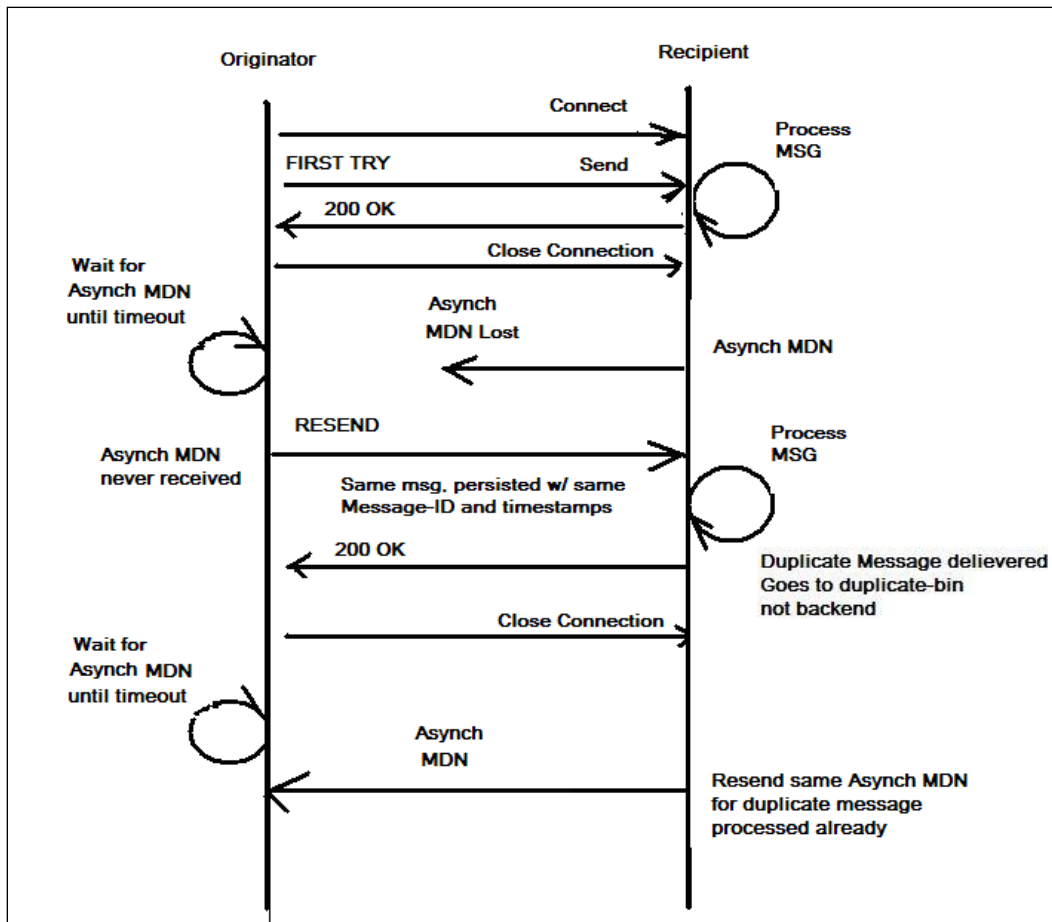 Originator
Recipient
Connect
Process
MSG
FIRST TRY
Send
200 OK
Close Connection
Wait for
Asynch MDN
until timeout
Asynch
MDN Lost
Asynch MDN
RESEND
Asynch MDN
never received
Process
MSG
Same msg, persisted w/ same
Message-ID and timestamps
200 OK
Duplicate Message delievered
Goes to duplicate-bin
not backend
Close Connection
Wait for
Asynch MDN
until timeout
Asynch
MDN
Resend same Asynch MDN
for duplicate message
processed already